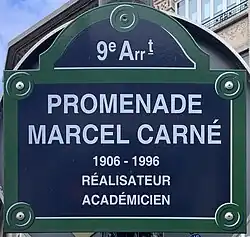 9e Arrt
PROMENADE
MARCEL CARNÉ
1906 - 1996
RÉALISATEUR
ACADÉMICIEN